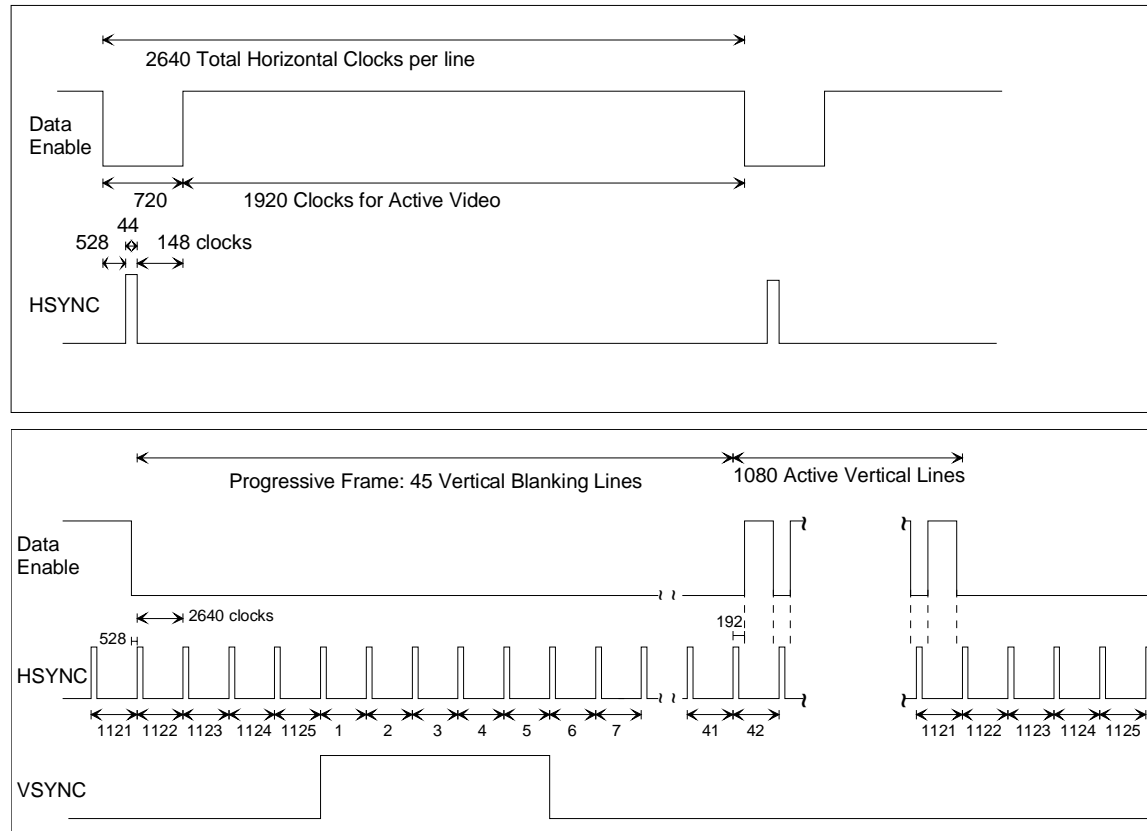 2640 Total Horizontal Clocks per line
Data
Enable
720
1920 Clocks for Active Video
44
528
148 clocks
HSYNC
Progressive Frame: 45 Vertical Blanking Lines
1080 Active Vertical Lines
Data
Enable
2640 clocks
528
192
HSYNC
1121 1122 1123 1124 1125 1 2 3 4 5 6 7 41 42 1121 1122 1123 1124 1125
VSYNC